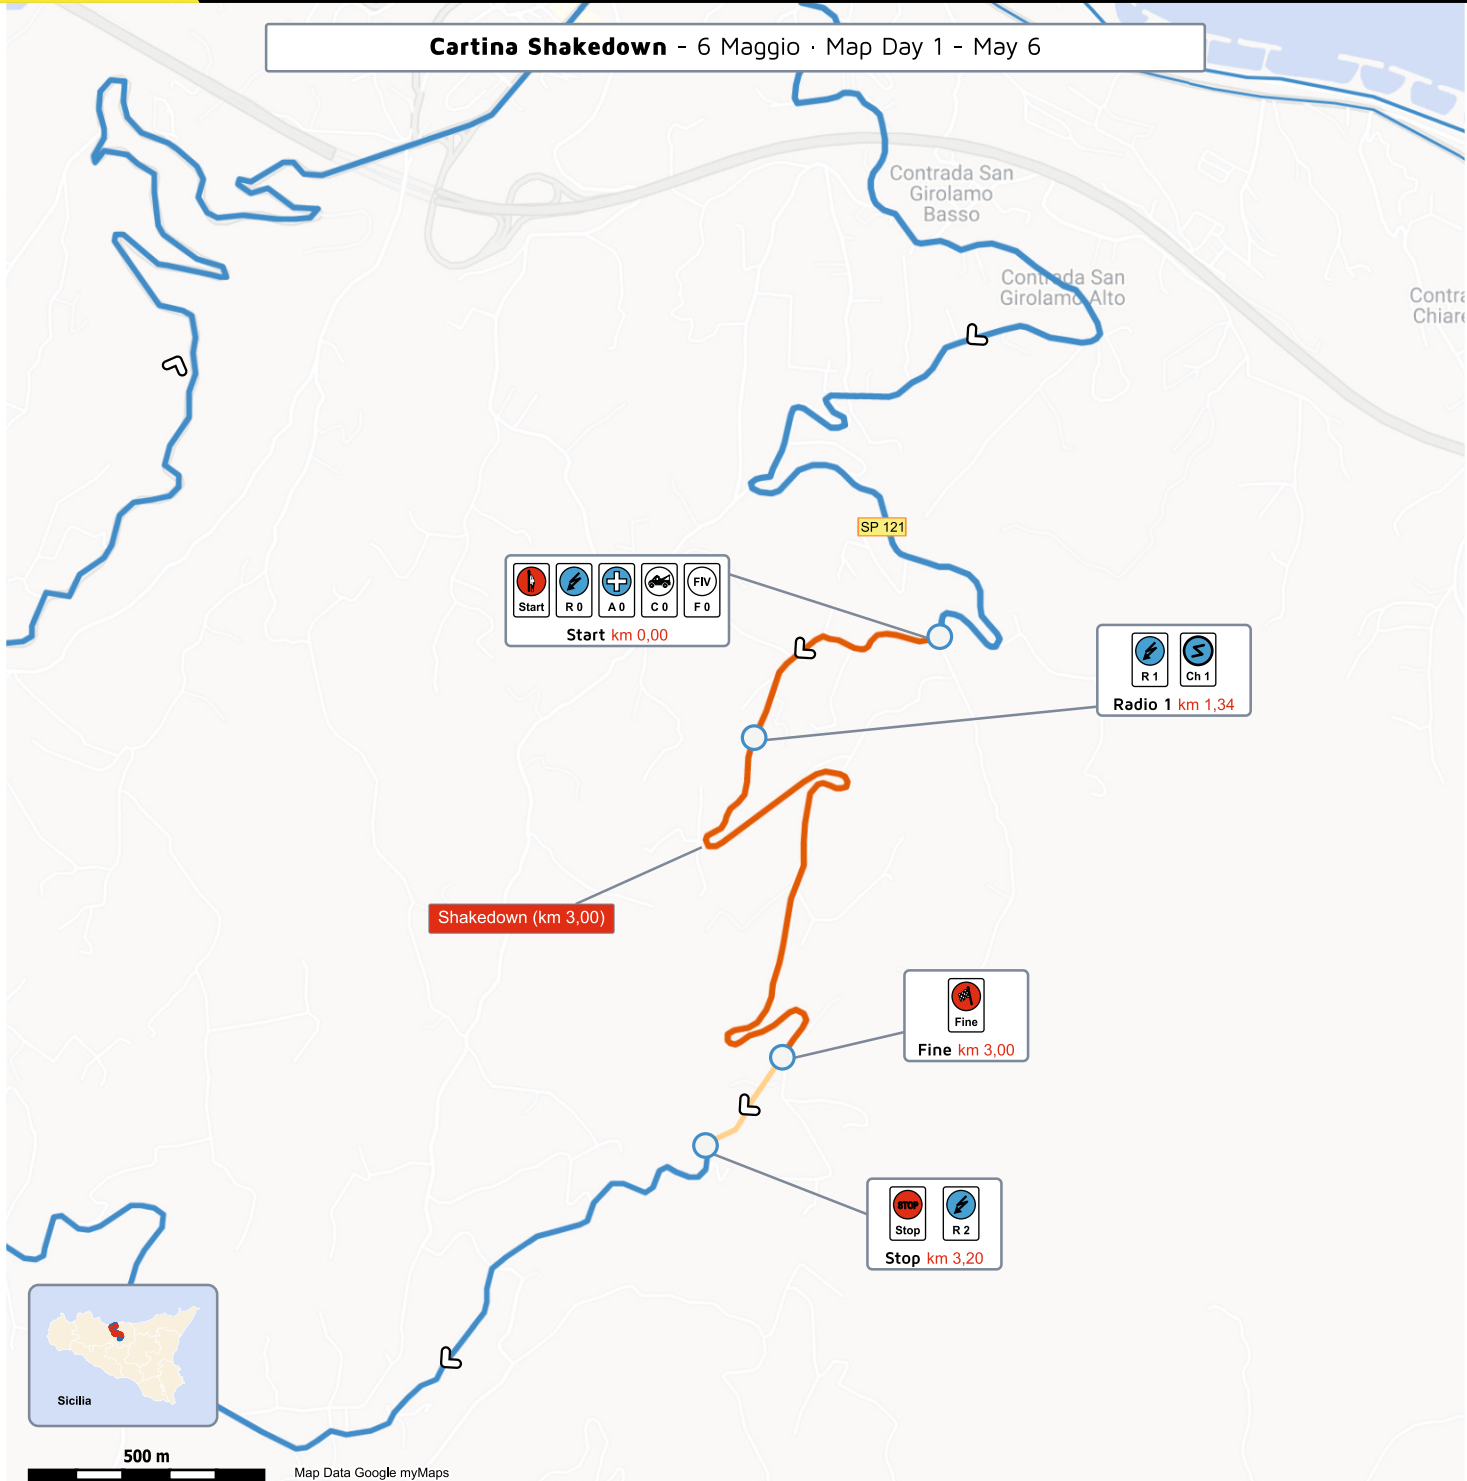 Cartina Shakedown - 6 Maggio · Map Day 1 - May 6
Contrada San
Girolamo
Basso
Contrada San
Girolamo Alto
Contra
Chiare
SP 121
Start
R 0
A 0
C 0
FIV
F 0
Start km 0,00
R 1
Ch 1
Radio 1 km 1,34
Shakedown (km 3,00)
Fine
Fine km 3,00
STOP
Stop
R 2
Stop km 3,20
Sicilia
500 m
Map Data Google myMaps